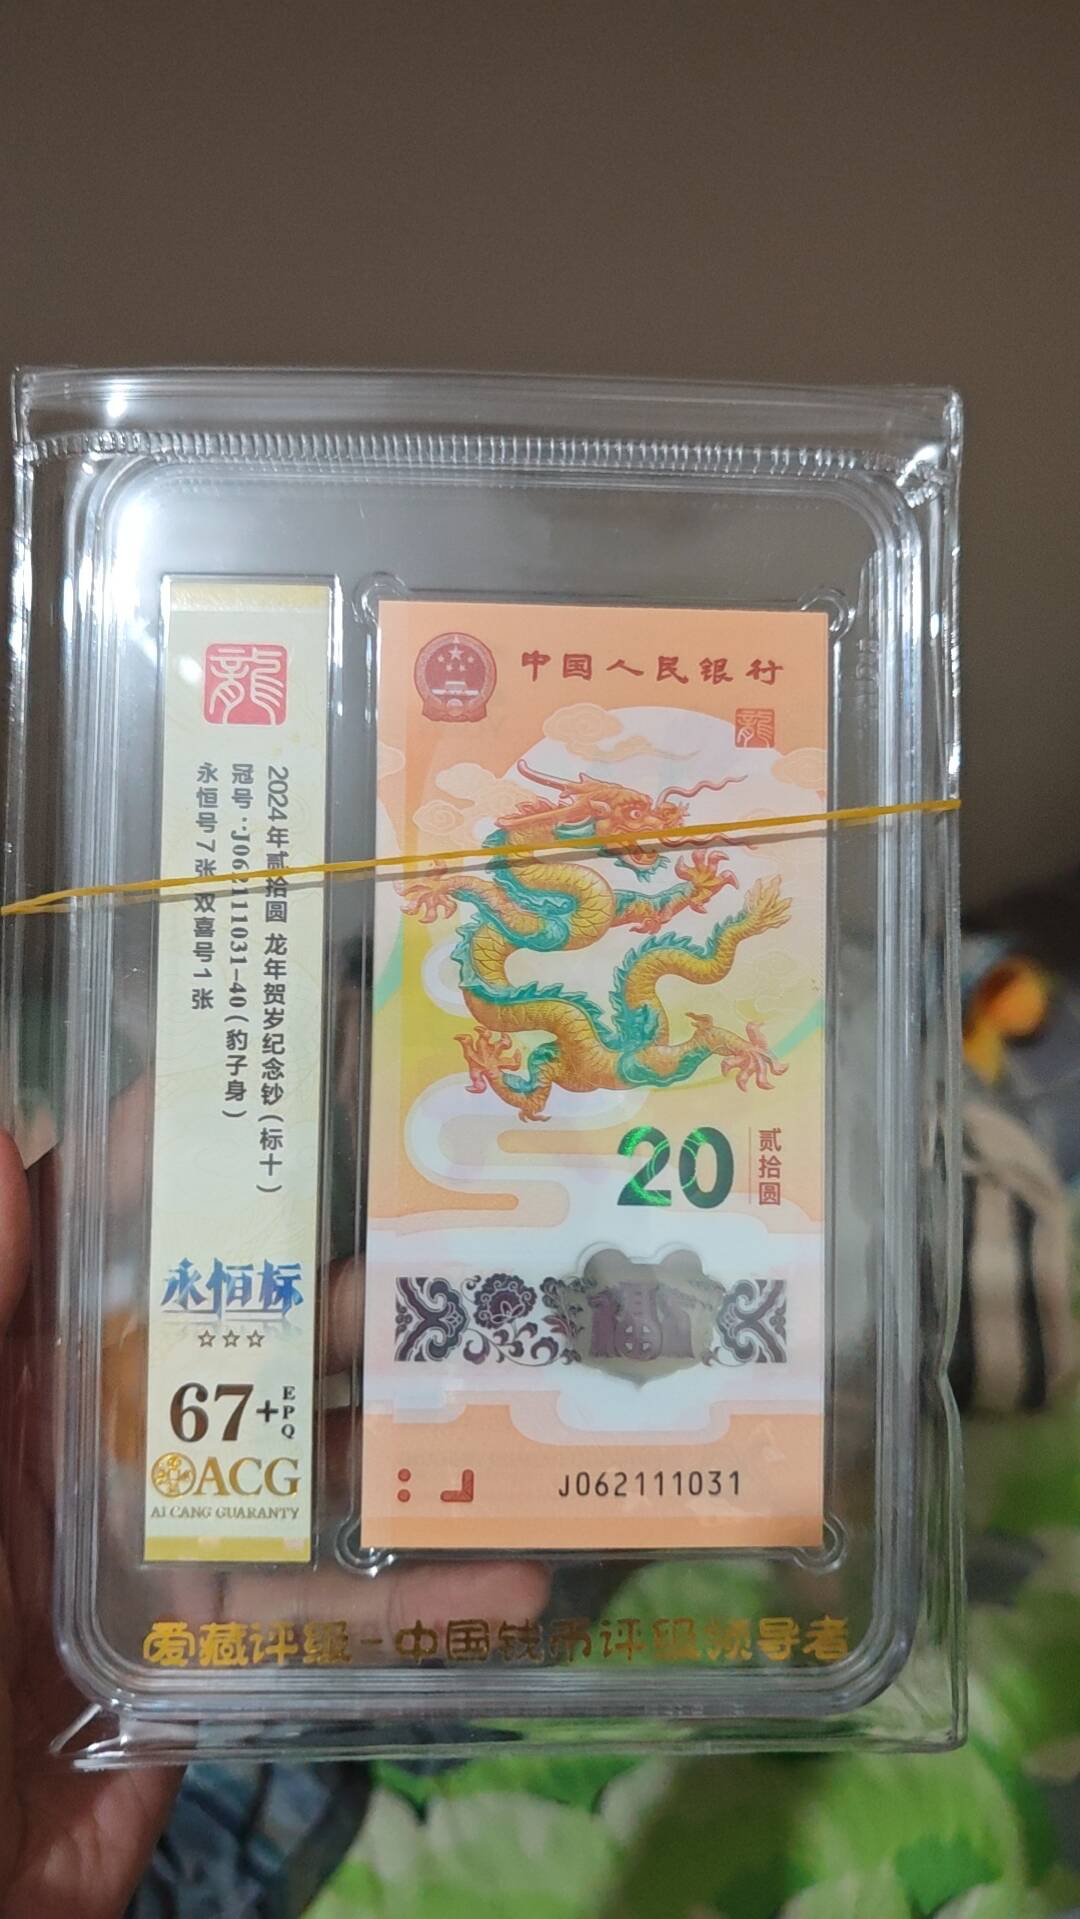 龍
2024年贰拾圆 龙年贺岁纪念钞(标十)
冠号:J062111031-40(豹子身)
永恒号7张 双喜号1张
永恒标
☆☆☆
67+EPQ
ACG
AI CANG GUARANTY
中国人民银行
龍
20
贰拾圆
福
J062111031
爱藏评级-中国钱币评级领导者